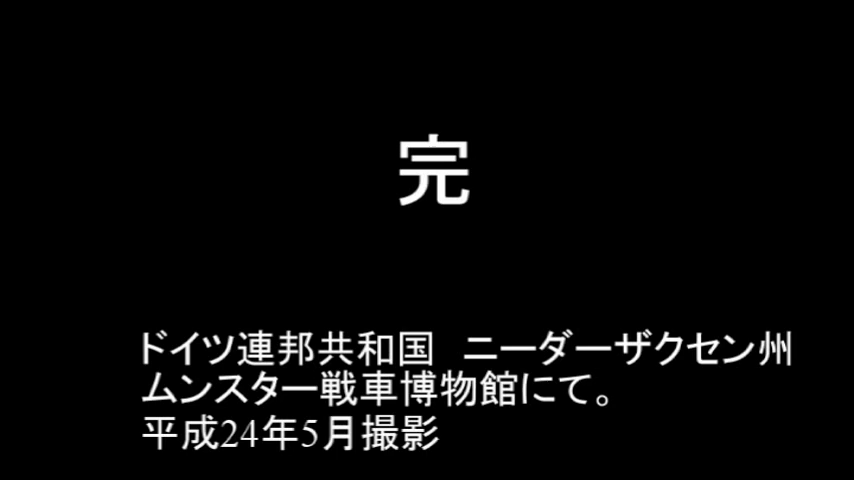 完
ドイツ連邦共和国　ニーダーザクセン州
ムンスター戦車博物館にて。
平成24年5月撮影